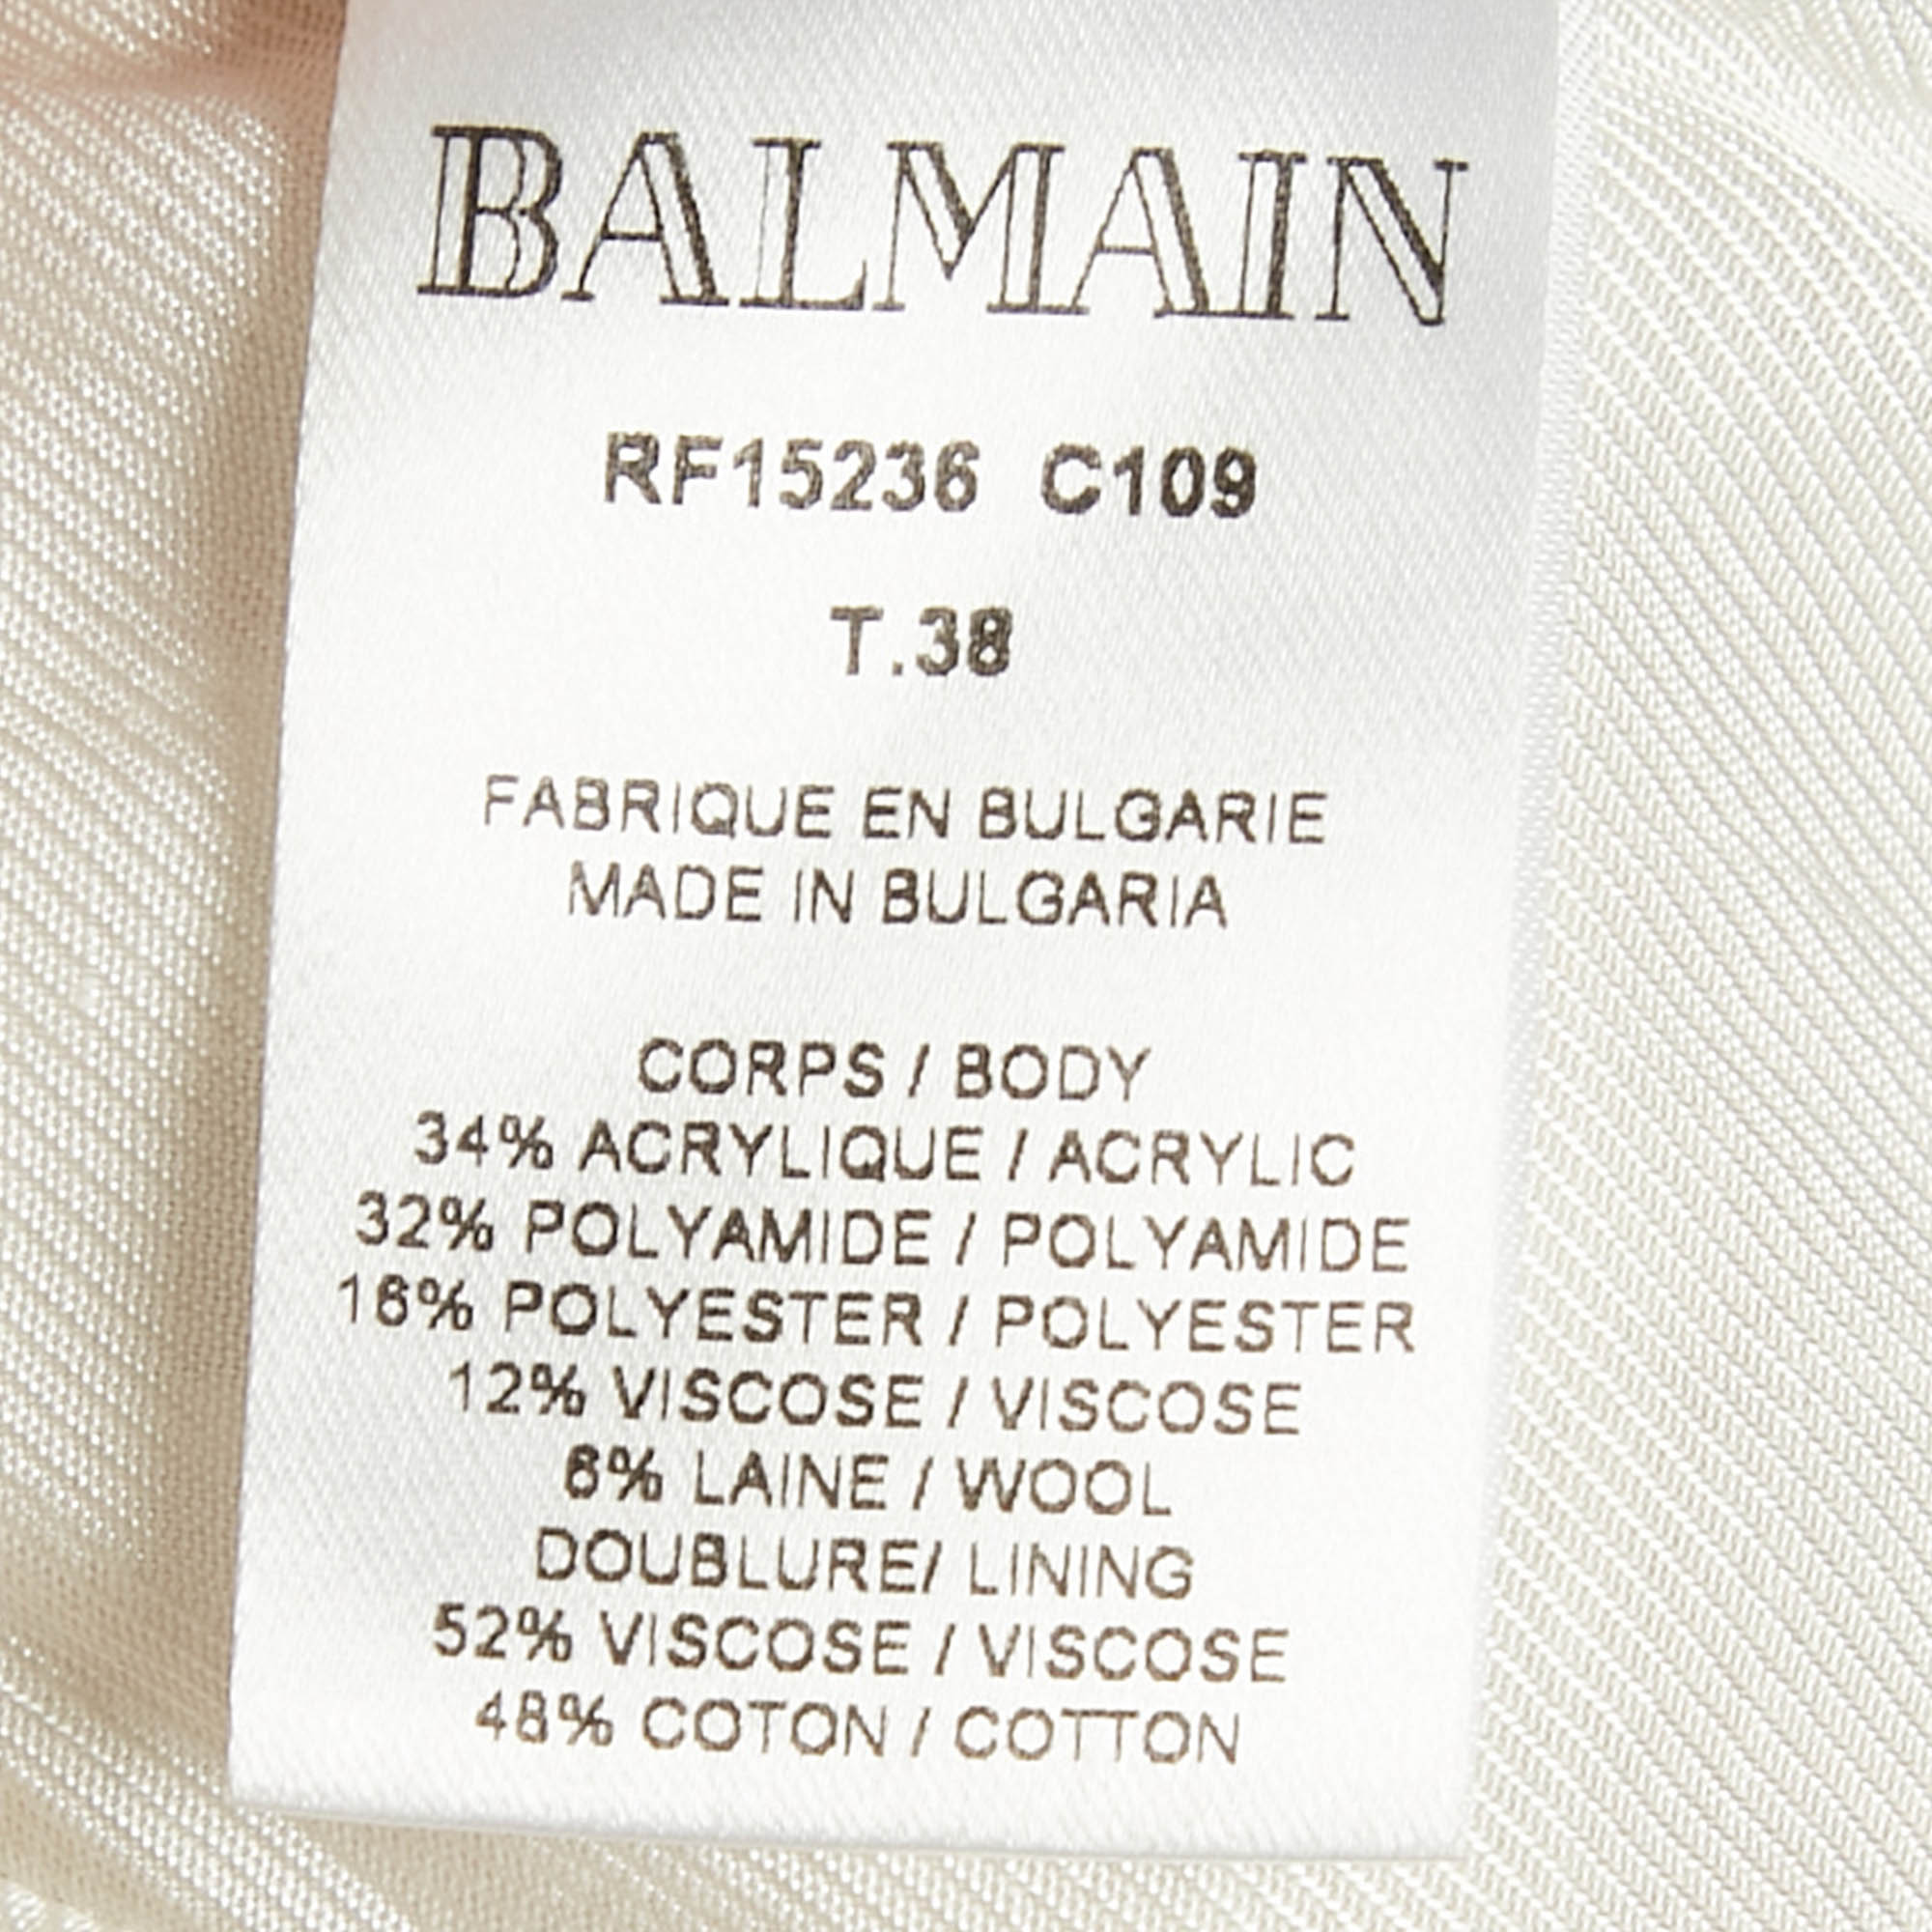 BALMAIN
RF15236 C109
T.38
FABRIQUE EN BULGARIE
MADE IN BULGARIA
CORPS / BODY
34% ACRYLIQUE / ACRYLIC
32% POLYAMIDE / POLYAMIDE
16% POLYESTER / POLYESTER
12% VISCOSE / VISCOSE
6% LAINE / WOOL
DOUBLURE/ LINING
52% VISCOSE / VISCOSE
48% COTON / COTTON